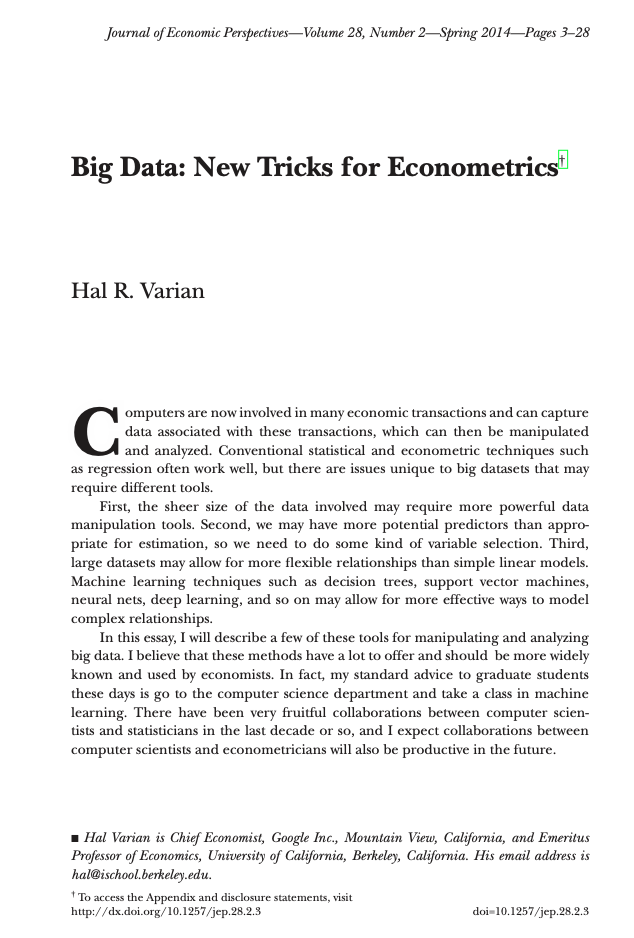 Journal of Economic Perspectives—Volume 28, Number 2—Spring 2014—Pages 3–28
Big Data: New Tricks for Econometrics†
Hal R. Varian
Computers are now involved in many economic transactions and can capture
data associated with these transactions, which can then be manipulated
and analyzed. Conventional statistical and econometric techniques such
as regression often work well, but there are issues unique to big datasets that may
require different tools.
First, the sheer size of the data involved may require more powerful data
manipulation tools. Second, we may have more potential predictors than appro-
priate for estimation, so we need to do some kind of variable selection. Third,
large datasets may allow for more flexible relationships than simple linear models.
Machine learning techniques such as decision trees, support vector machines,
neural nets, deep learning, and so on may allow for more effective ways to model
complex relationships.
In this essay, I will describe a few of these tools for manipulating and analyzing
big data. I believe that these methods have a lot to offer and should be more widely
known and used by economists. In fact, my standard advice to graduate students
these days is go to the computer science department and take a class in machine
learning. There have been very fruitful collaborations between computer scien-
tists and statisticians in the last decade or so, and I expect collaborations between
computer scientists and econometricians will also be productive in the future.
■ Hal Varian is Chief Economist, Google Inc., Mountain View, California, and Emeritus
Professor of Economics, University of California, Berkeley, California. His email address is
hal@ischool.berkeley.edu.
† To access the Appendix and disclosure statements, visit
http://dx.doi.org/10.1257/jep.28.2.3 doi=10.1257/jep.28.2.3